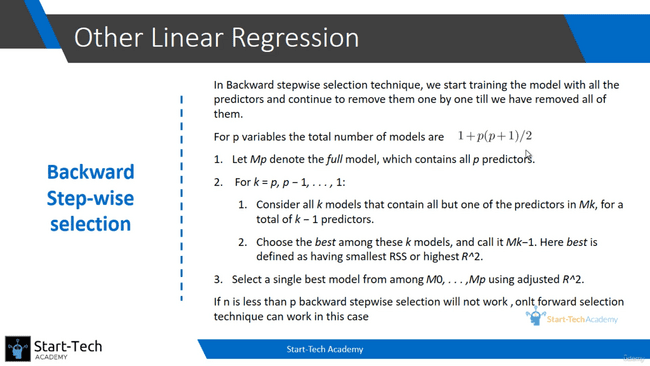 Other Linear Regression
Backward
Step-wise
selection
In Backward stepwise selection technique, we start training the model with all the
predictors and continue to remove them one by one till we have removed all of
them.
For p variables the total number of models are 1 + p(p + 1)/2
1. Let Mp denote the full model, which contains all p predictors.
2. For k = p, p − 1, . . . , 1:
1. Consider all k models that contain all but one of the predictors in Mk, for a
total of k − 1 predictors.
2. Choose the best among these k models, and call it Mk−1. Here best is
defined as having smallest RSS or highest R^2.
3. Select a single best model from among M0, . . . ,Mp using adjusted R^2.
If n is less than p backward stepwise selection will not work , onlt forward selection
technique can work in this case
Start-Tech Academy
Start-Tech
ACADEMY
Start-Tech Academy
Udemy